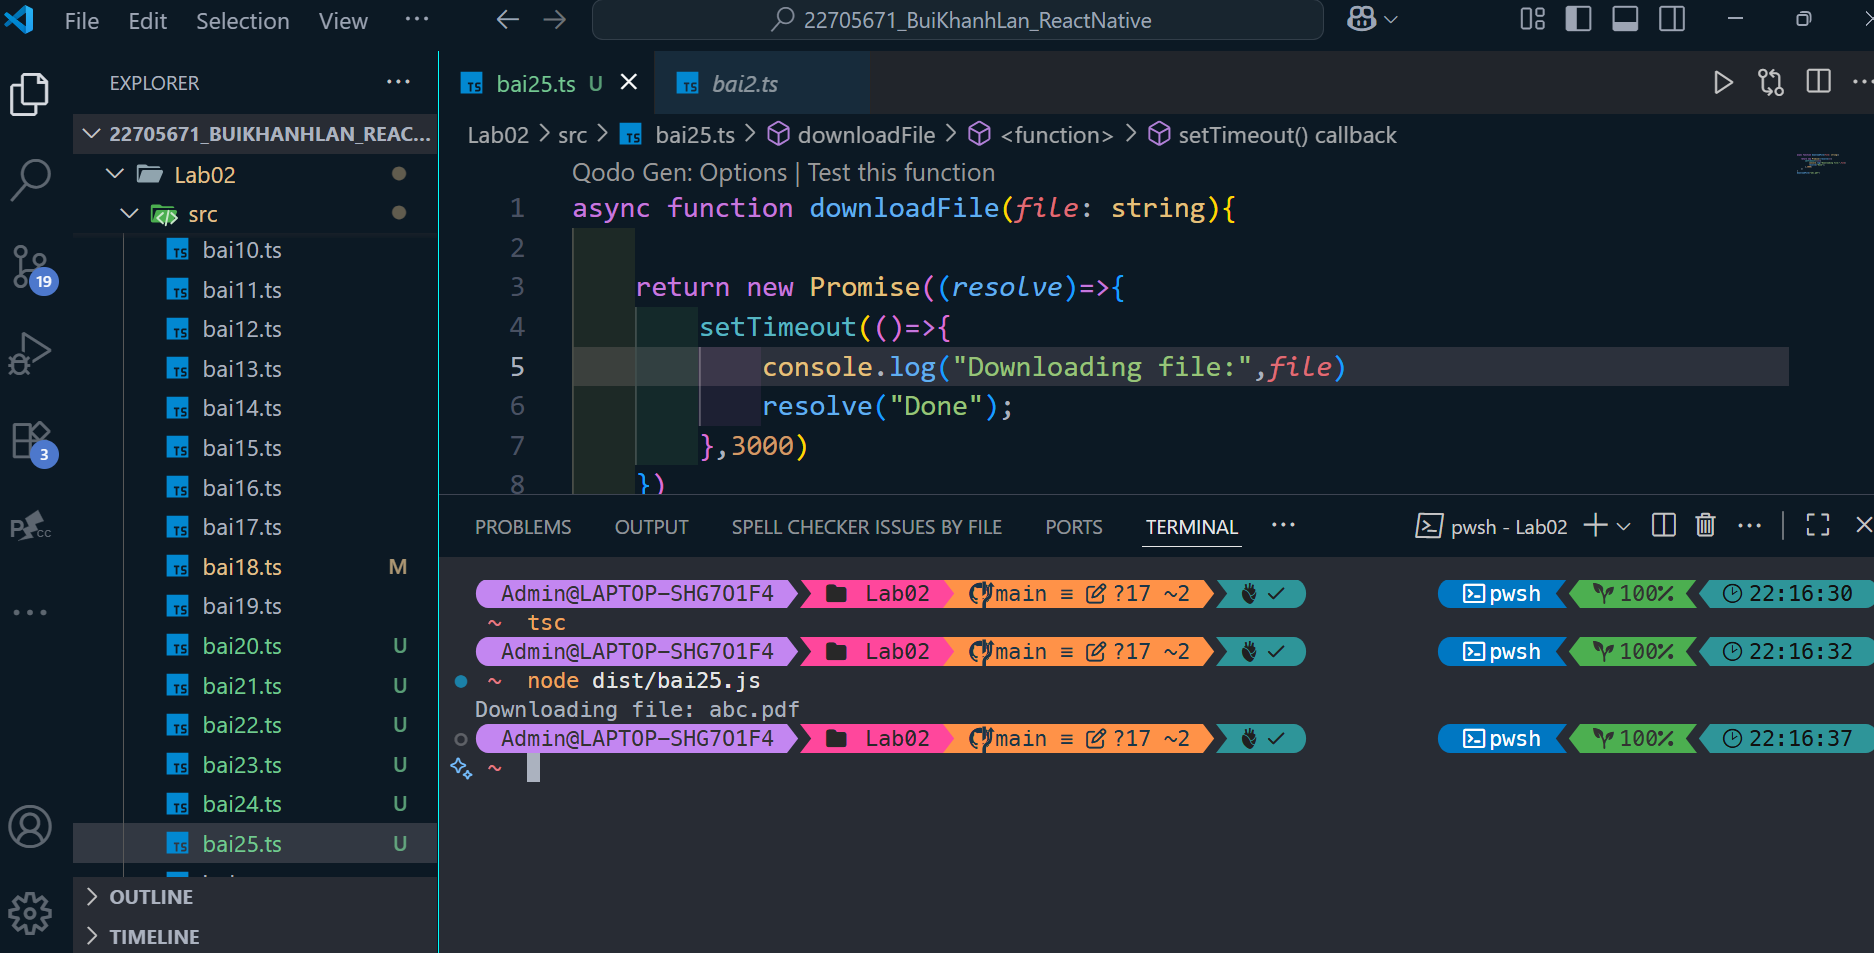 File Edit Selection View ···
22705671_BuiKhanhLan_ReactNative
EXPLORER ···
22705671_BUIKHANHLAN_REAC...
Lab02
src
bai10.ts
bai11.ts
bai12.ts
bai13.ts
bai14.ts
bai15.ts
bai16.ts
bai17.ts
bai18.ts M
bai19.ts
bai20.ts U
bai21.ts U
bai22.ts U
bai23.ts U
bai24.ts U
bai25.ts U
OUTLINE
TIMELINE
19
3
TS bai25.ts U
TS bai2.ts
Lab02 > src > TS bai25.ts > downloadFile > <function> > setTimeout() callback
Qodo Gen: Options | Test this function
1 async function downloadFile(file: string){
2
3 return new Promise((resolve)=>{
4 setTimeout(()=>{
5 console.log("Downloading file:",file)
6 resolve("Done");
7 },3000)
8 })
PROBLEMS OUTPUT SPELL CHECKER ISSUES BY FILE PORTS TERMINAL ···
pwsh - Lab02
Admin@LAPTOP-SHG7O1F4 Lab02 main ≡ ?17 ~2 ✓ pwsh 100% 22:16:30
~ tsc
Admin@LAPTOP-SHG7O1F4 Lab02 main ≡ ?17 ~2 ✓ pwsh 100% 22:16:32
~ node dist/bai25.js
Downloading file: abc.pdf
Admin@LAPTOP-SHG7O1F4 Lab02 main ≡ ?17 ~2 ✓ pwsh 100% 22:16:37
~